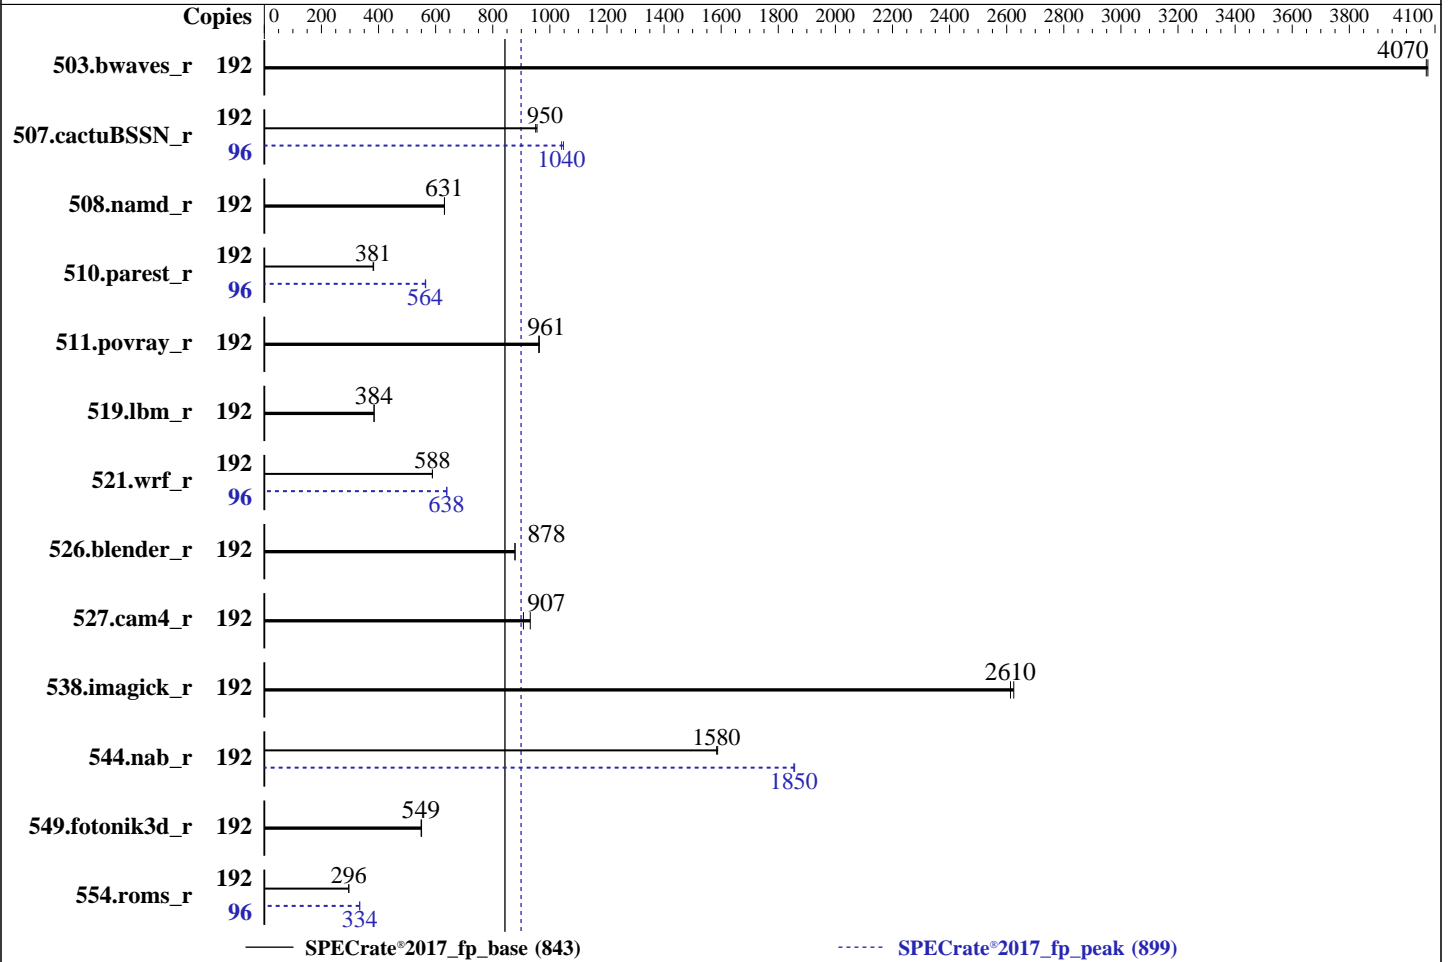 Copies 0 200 400 600 800 1000 1200 1400 1600 1800 2000 2200 2400 2600 2800 3000 3200 3400 3600 3800 4100
503.bwaves_r 192 4070
507.cactuBSSN_r 192 950
96 1040
508.namd_r 192 631
510.parest_r 192 381
96 564
511.povray_r 192 961
519.lbm_r 192 384
521.wrf_r 192 588
96 638
526.blender_r 192 878
527.cam4_r 192 907
538.imagick_r 192 2610
544.nab_r 192 1580
1850
549.fotonik3d_r 192 549
554.roms_r 192 296
96 334
SPECrate®2017_fp_base (843) SPECrate®2017_fp_peak (899)